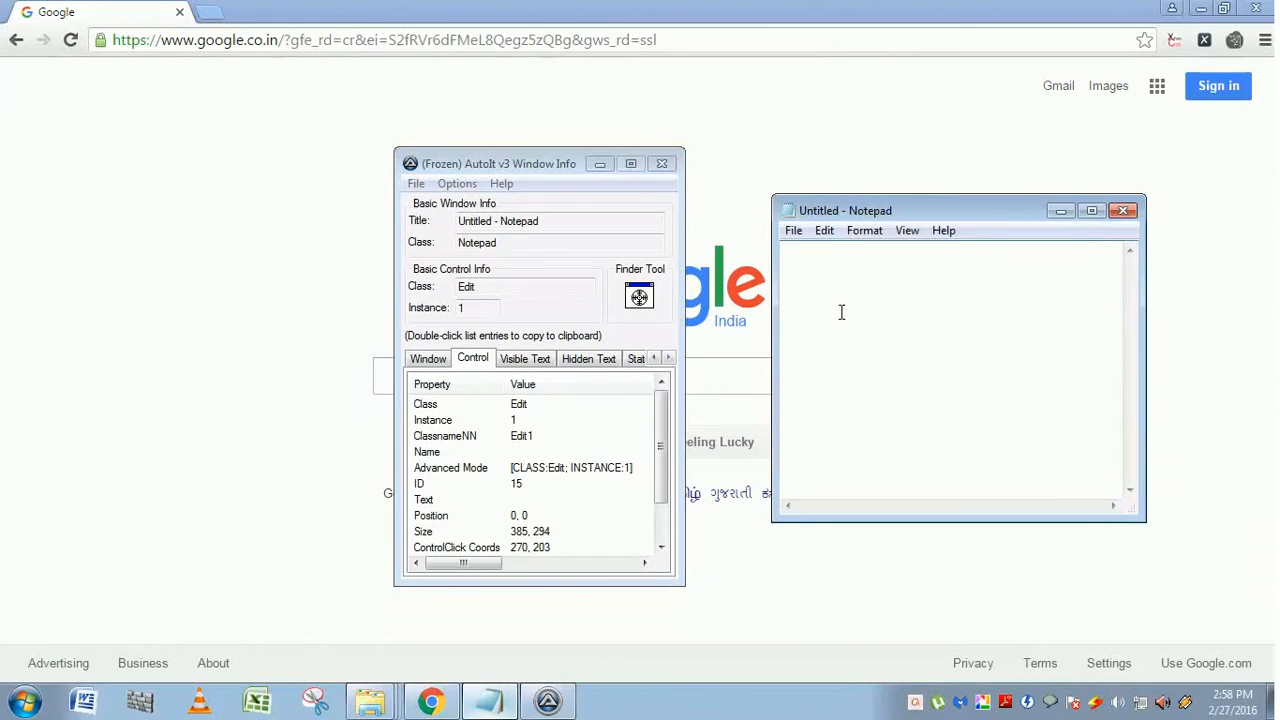 Google
https://www.google.co.in/?gfe_rd=cr&ei=S2fRVr6dFMeL8Qegz5zQBg&gws_rd=ssl
Gmail Images Sign in
(Frozen) AutoIt v3 Window Info
File Options Help
Basic Window Info
Title: Untitled - Notepad
Class: Notepad
Basic Control Info
Class: Edit
Instance: 1
Finder Tool
(Double-click list entries to copy to clipboard)
Window Control Visible Text Hidden Text Stat
Property Value
Class Edit
Instance 1
ClassnameNN Edit1
Name
Advanced Mode [CLASS:Edit; INSTANCE:1]
ID 15
Text
Position 0, 0
Size 385, 294
ControlClick Coords 270, 203
Untitled - Notepad
File Edit Format View Help
gle
India
eeling Lucky
ગુજરાતી
Advertising Business About
Privacy Terms Settings Use Google.com
2:58 PM
2/27/2016